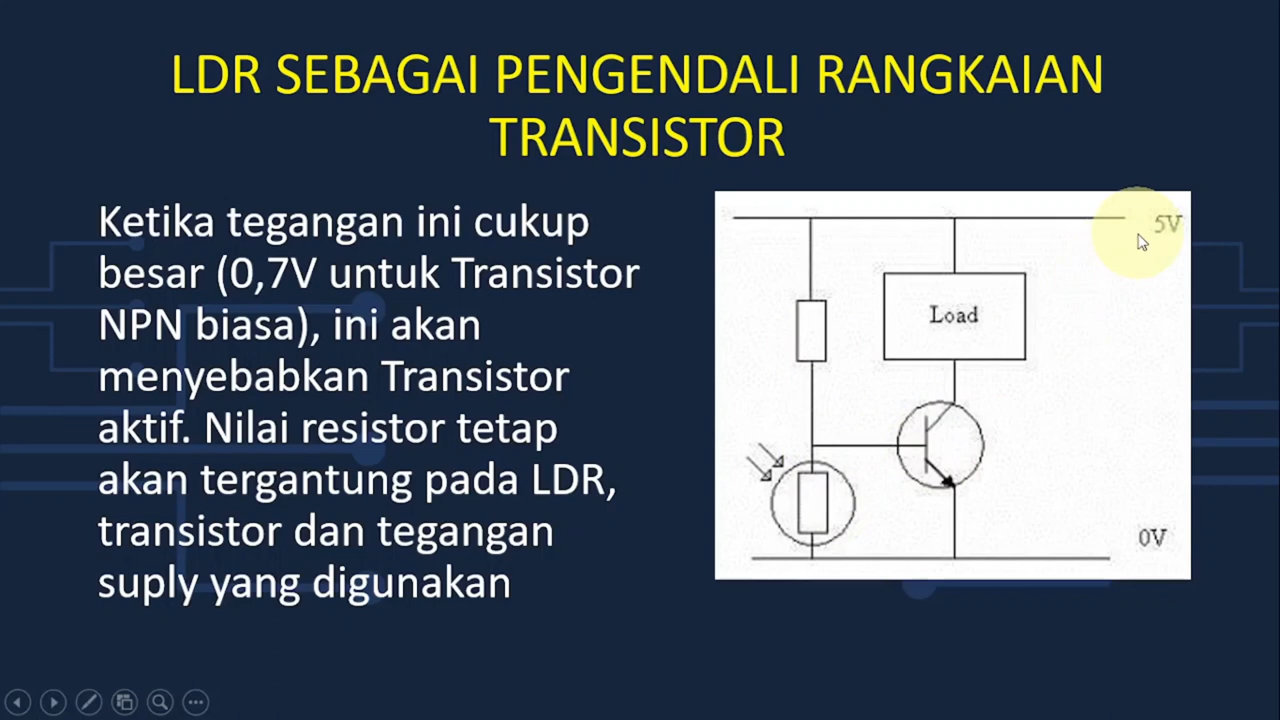 LDR SEBAGAI PENGENDALI RANGKAIAN
TRANSISTOR
Ketika tegangan ini cukup
besar (0,7V untuk Transistor
NPN biasa), ini akan
menyebabkan Transistor
aktif. Nilai resistor tetap
akan tergantung pada LDR,
transistor dan tegangan
suply yang digunakan
5V
Load
0V